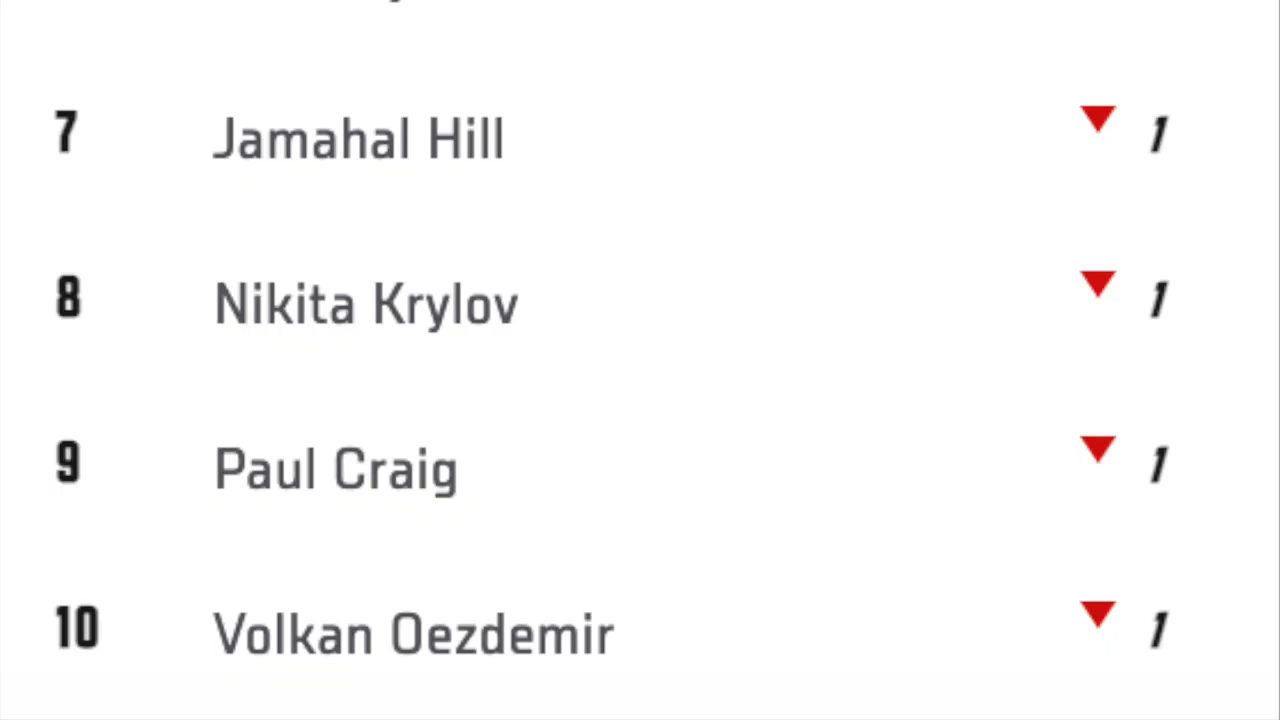 7 Jamahal Hill 1
8 Nikita Krylov 1
9 Paul Craig 1
10 Volkan Oezdemir 1